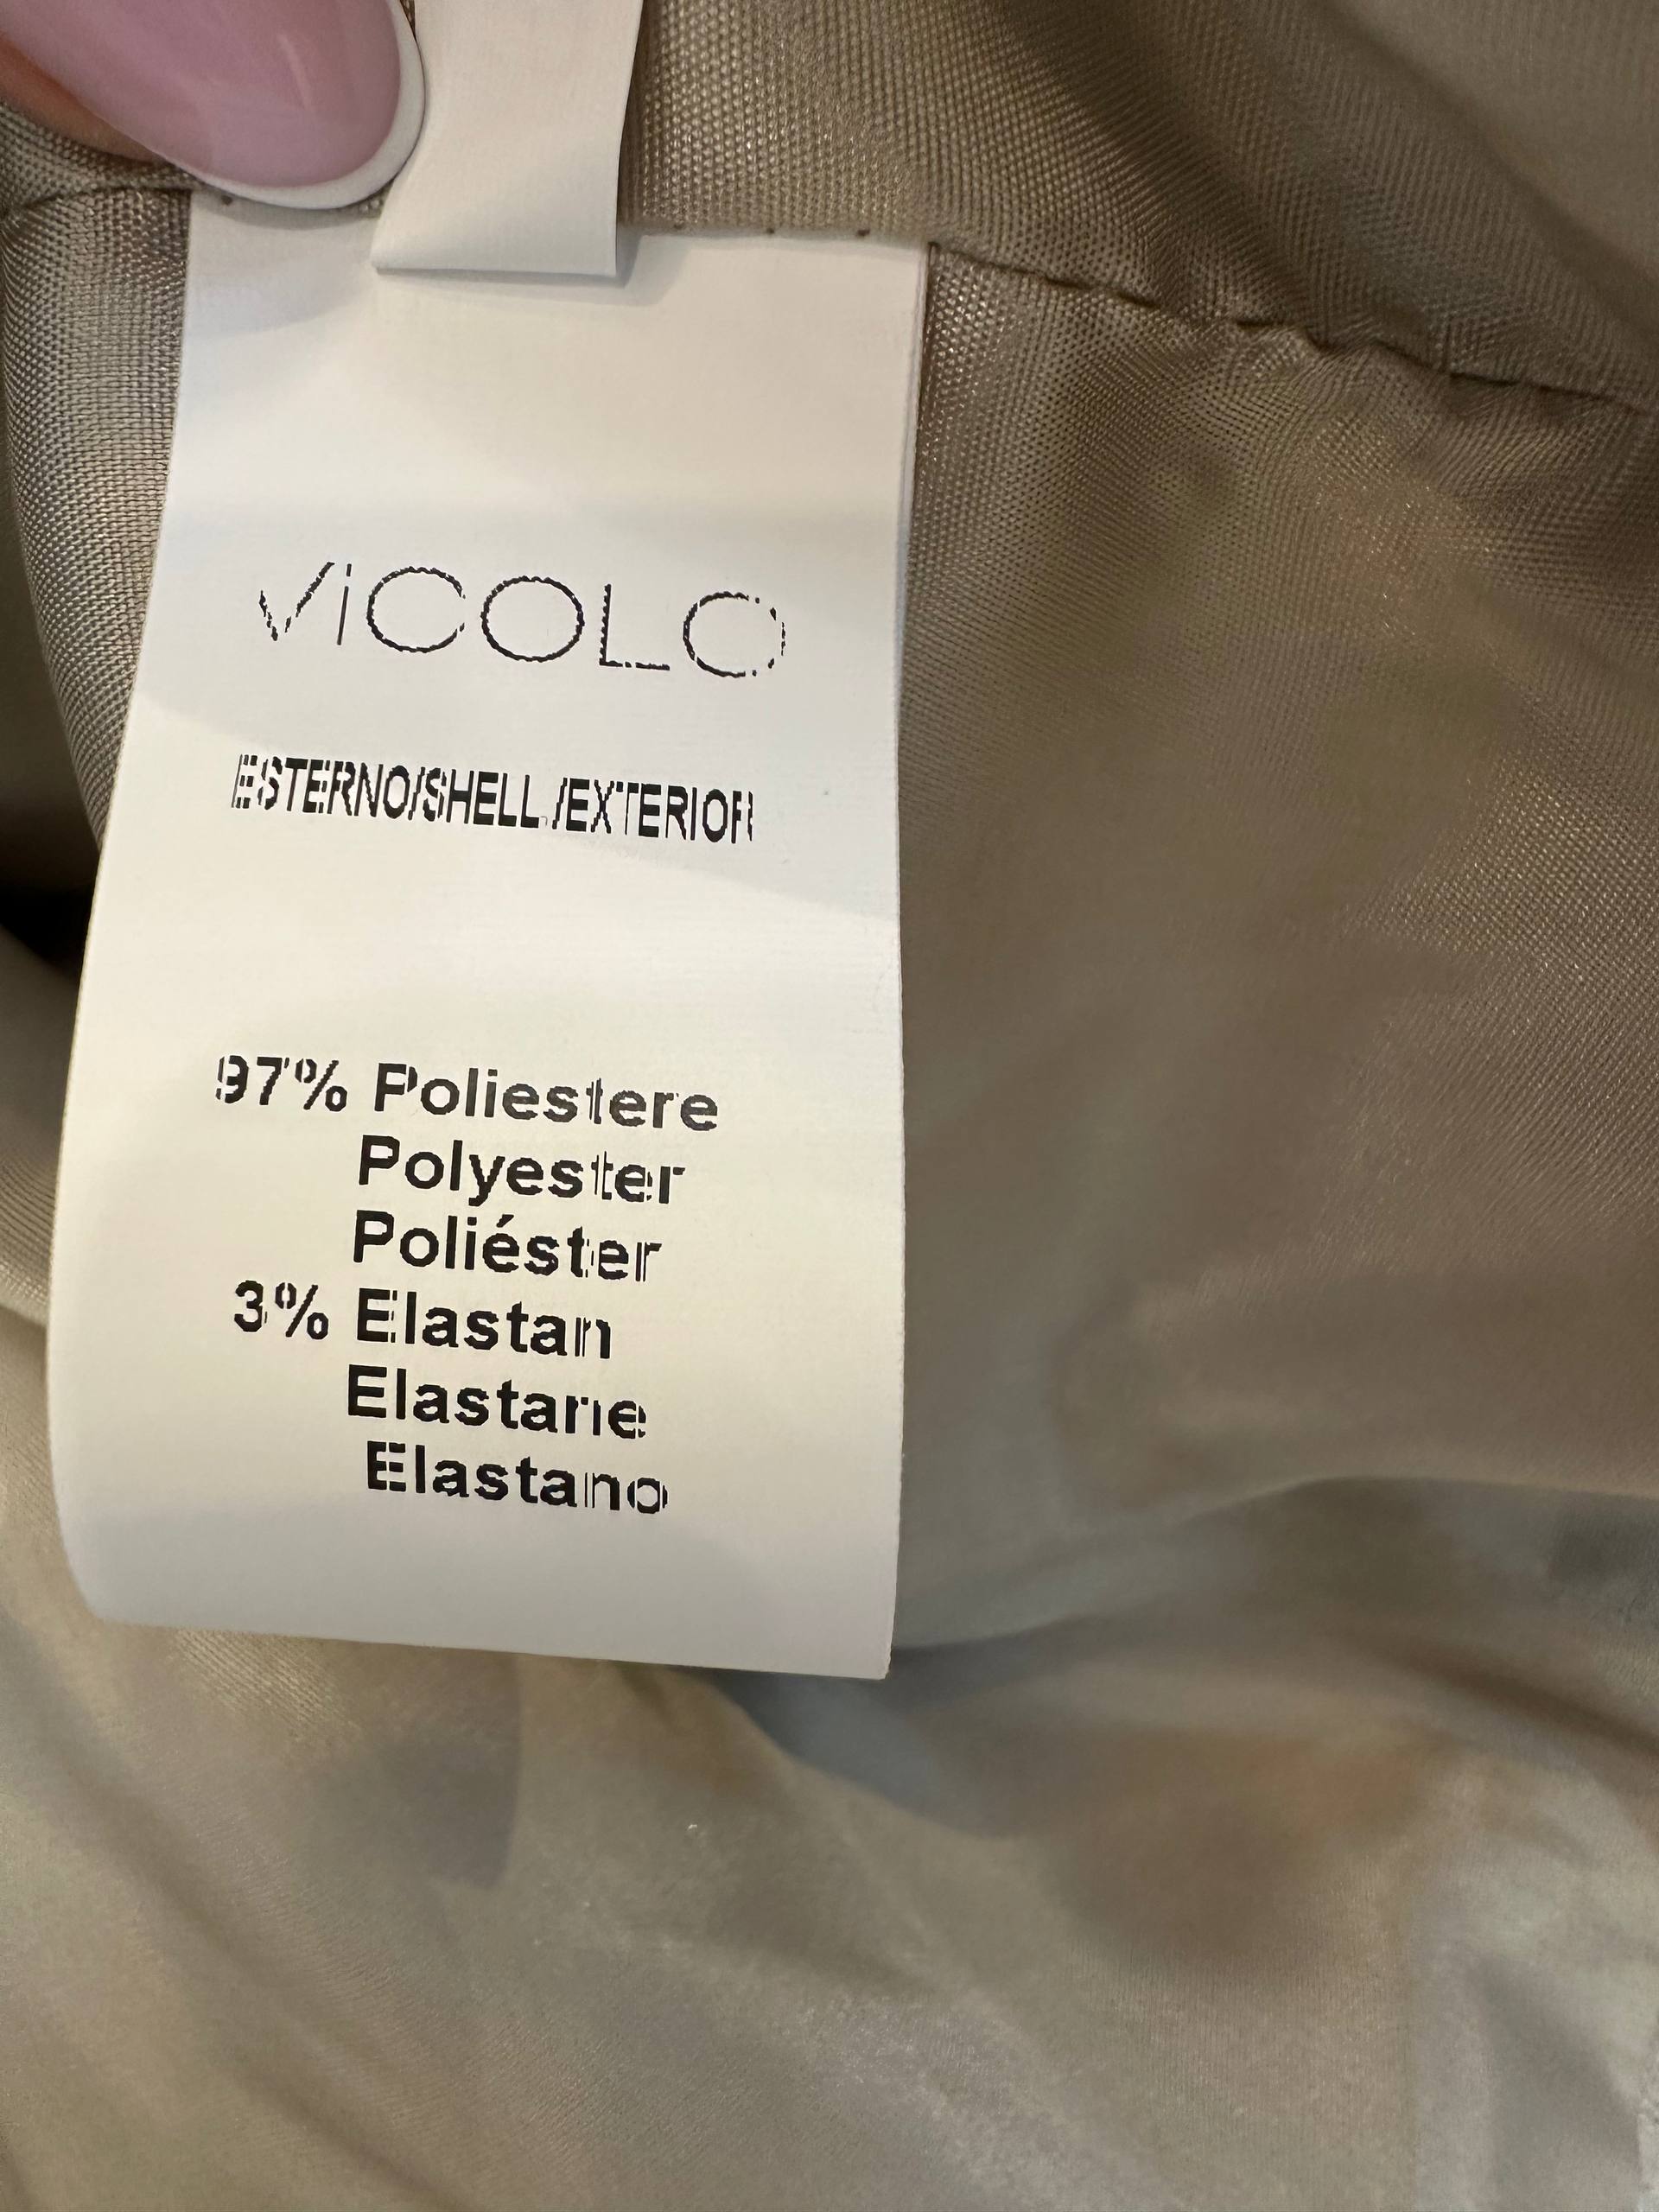 ViCOLO
ESTERNO/SHELL /EXTERIOR
97% Poliestere
Polyester
Poliéster
3% Elastan
Elastane
Elastano